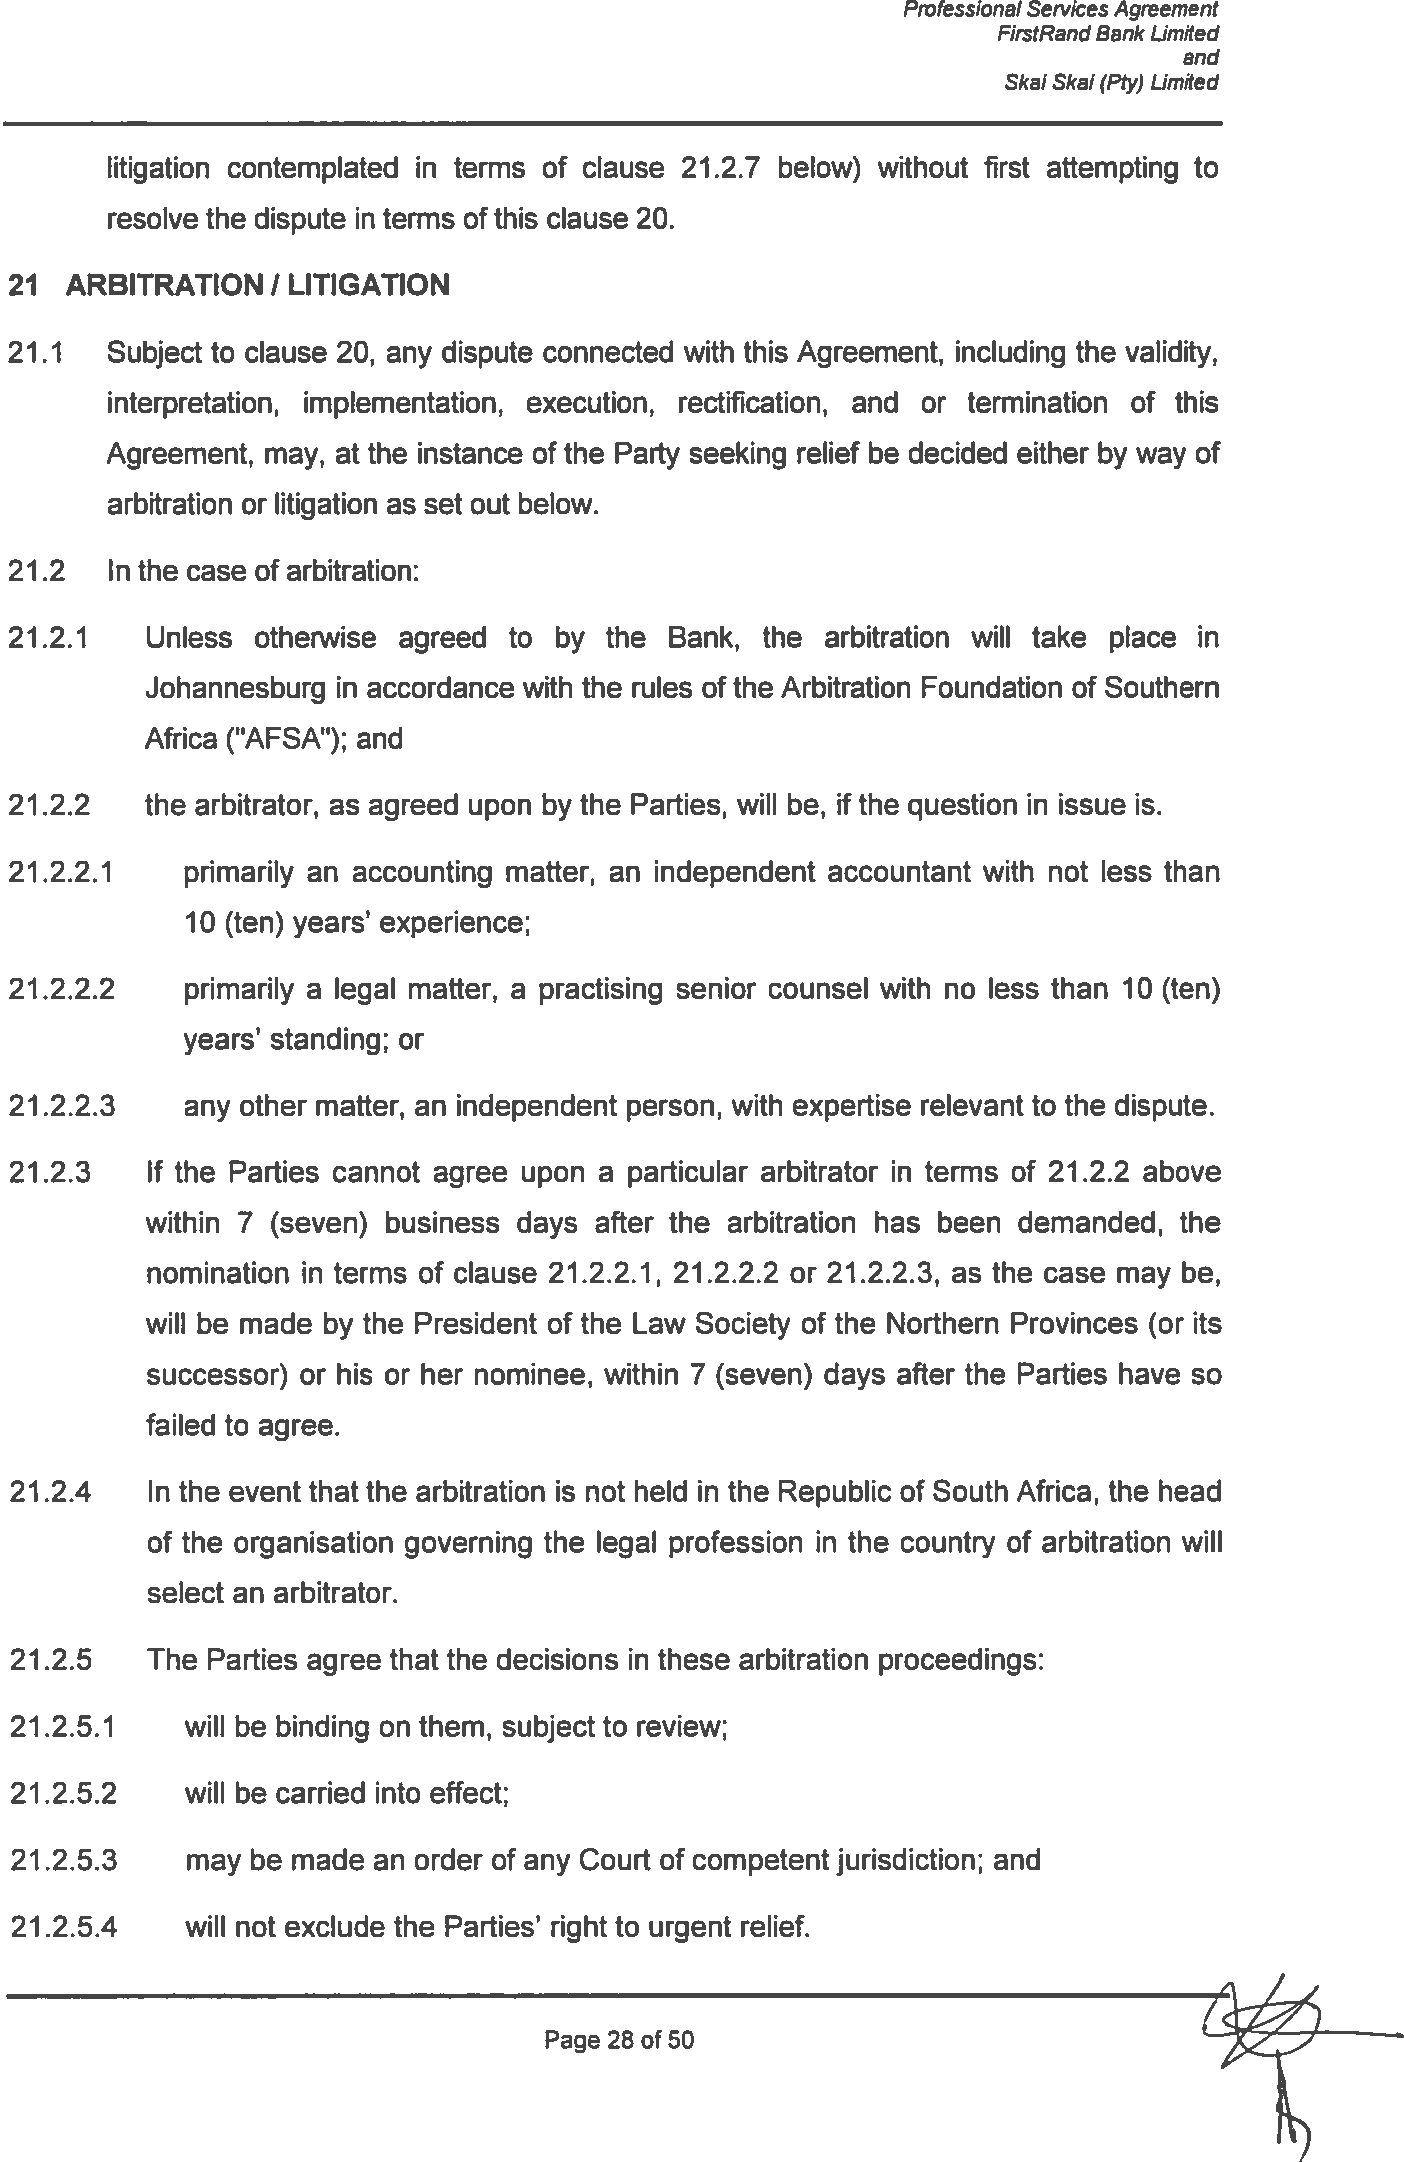 Professional Services Agreement
FirstRand Bank Limited
and
Skai Skai (Pty) Limited
litigation contemplated in terms of clause 21.2.7 below) without first attempting to
resolve the dispute in terms of this clause 20.
21 ARBITRATION / LITIGATION
21.1 Subject to clause 20, any dispute connected with this Agreement, including the validity,
interpretation, implementation, execution, rectification, and or termination of this
Agreement, may, at the instance of the Party seeking relief be decided either by way of
arbitration or litigation as set out below.
21.2 In the case of arbitration:
21.2.1 Unless otherwise agreed to by the Bank, the arbitration will take place in
Johannesburg in accordance with the rules of the Arbitration Foundation of Southern
Africa ("AFSA"); and
21.2.2 the arbitrator, as agreed upon by the Parties, will be, if the question in issue is.
21.2.2.1 primarily an accounting matter, an independent accountant with not less than
10 (ten) years' experience;
21.2.2.2 primarily a legal matter, a practising senior counsel with no less than 10 (ten)
years' standing; or
21.2.2.3 any other matter, an independent person, with expertise relevant to the dispute.
21.2.3 If the Parties cannot agree upon a particular arbitrator in terms of 21.2.2 above
within 7 (seven) business days after the arbitration has been demanded, the
nomination in terms of clause 21.2.2.1, 21.2.2.2 or 21.2.2.3, as the case may be,
will be made by the President of the Law Society of the Northern Provinces (or its
successor) or his or her nominee, within 7 (seven) days after the Parties have so
failed to agree.
21.2.4 In the event that the arbitration is not held in the Republic of South Africa, the head
of the organisation governing the legal profession in the country of arbitration will
select an arbitrator.
21.2.5 The Parties agree that the decisions in these arbitration proceedings:
21.2.5.1 will be binding on them, subject to review;
21.2.5.2 will be carried into effect;
21.2.5.3 may be made an order of any Court of competent jurisdiction; and
21.2.5.4 will not exclude the Parties' right to urgent relief.
Page 28 of 50